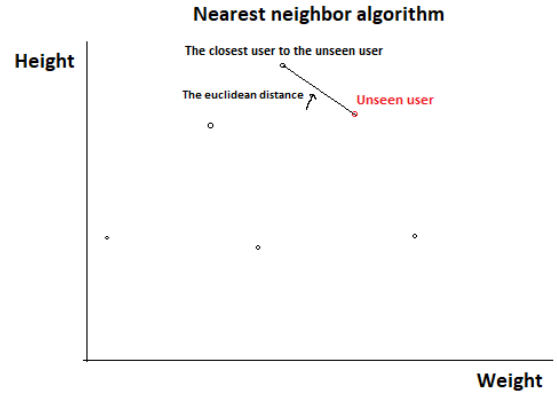 Nearest neighbor algorithm
The closest user to the unseen user
Height
The euclidean distance
Unseen user
Weight